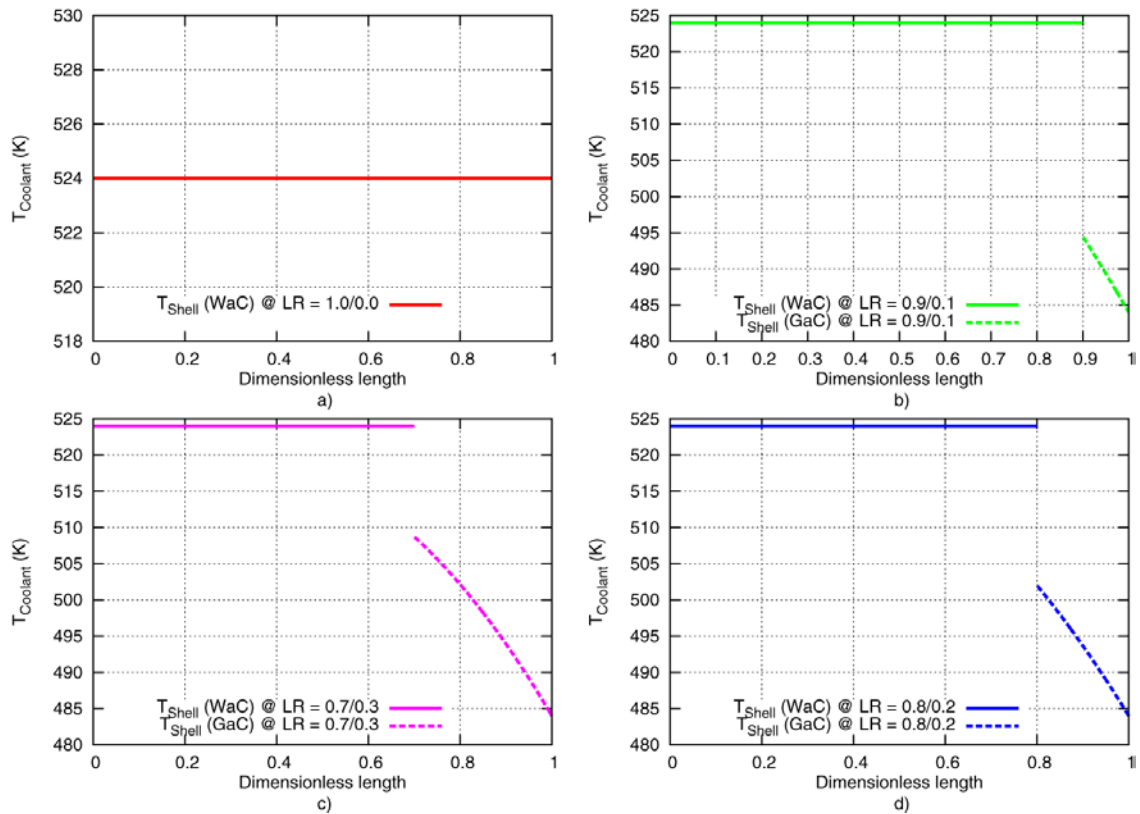 530
528
526
524
522
520
518
T_Coolant (K)
T_Shell (WaC) @ LR = 1.0/0.0
0 0.2 0.4 0.6 0.8 1
Dimensionless length
a)
525
520
515
510
505
500
495
490
485
480
T_Coolant (K)
T_Shell (WaC) @ LR = 0.9/0.1
T_Shell (GaC) @ LR = 0.9/0.1
0 0.1 0.2 0.3 0.4 0.5 0.6 0.7 0.8 0.9 1
Dimensionless length
b)
525
520
515
510
505
500
495
490
485
480
T_Coolant (K)
T_Shell (WaC) @ LR = 0.7/0.3
T_Shell (GaC) @ LR = 0.7/0.3
0 0.2 0.4 0.6 0.8 1
Dimensionless length
c)
525
520
515
510
505
500
495
490
485
480
T_Coolant (K)
T_Shell (WaC) @ LR = 0.8/0.2
T_Shell (GaC) @ LR = 0.8/0.2
0 0.2 0.4 0.6 0.8 1
Dimensionless length
d)